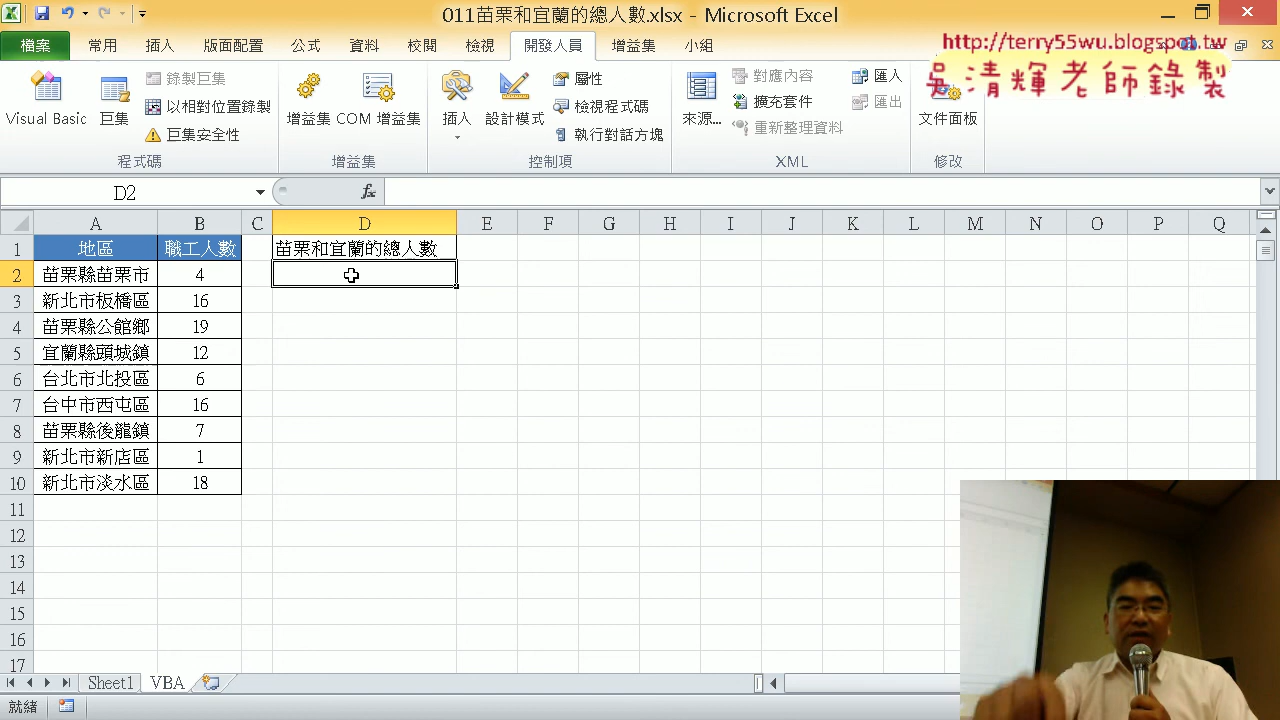 011苗栗和宜蘭的總人數.xlsx - Microsoft Excel
檔案 常用 插入 版面配置 公式 資料 校閱 檢視 開發人員 增益集 小組
http://terry55wu.blogspot.tw
吳清輝老師錄製
Visual Basic 巨集 錄製巨集 以相對位置錄製 巨集安全性 程式碼
增益集 COM 增益集 增益集
插入 設計模式 屬性 檢視程式碼 執行對話方塊 控制項
來源... 對應內容 擴充套件 重新整理資料 匯入 匯出 XML
文件面板 修改
D2 fx
A B C D E F G H I J K L M N O P Q
1 地區 職工人數 苗栗和宜蘭的總人數
2 苗栗縣苗栗市 4
3 新北市板橋區 16
4 苗栗縣公館鄉 19
5 宜蘭縣頭城鎮 12
6 台北市北投區 6
7 台中市西屯區 16
8 苗栗縣後龍鎮 7
9 新北市新店區 1
10 新北市淡水區 18
11
12
13
14
15
16
17
Sheet1 VBA
就緒